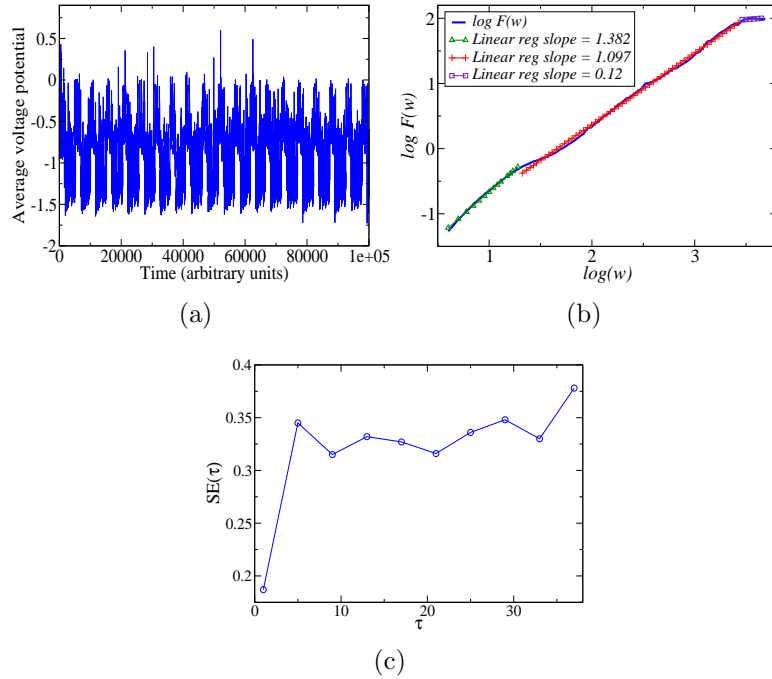 0.5
0
-0.5
-1
-1.5
-2
Average voltage potential
0 20000 40000 60000 80000 1e+05
Time (arbitrary units)
(a)
2
1
0
-1
log F(w)
log F(w)
Linear reg slope = 1.382
Linear reg slope = 1.097
Linear reg slope = 0.12
1 2 3
log(w)
(b)
0.4
0.35
0.3
0.25
0.2
SE(τ)
0 10 20 30
τ
(c)